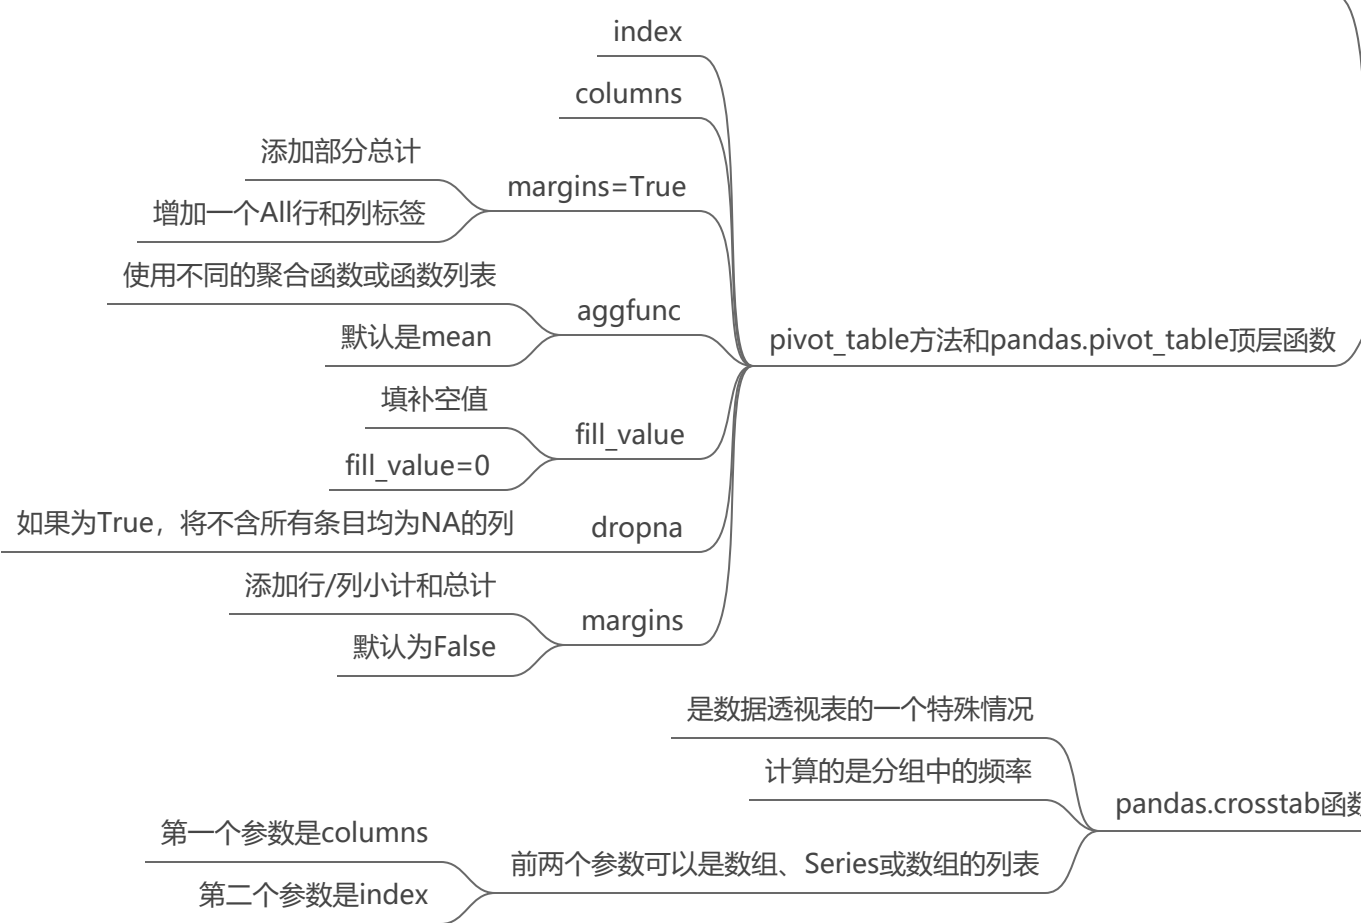 index
columns
添加部分总计
margins=True
增加一个All行和列标签
使用不同的聚合函数或函数列表
aggfunc
默认是mean
pivot_table方法和pandas.pivot_table顶层函数
填补空值
fill_value
fill_value=0
如果为True，将不含所有条目均为NA的列
dropna
添加行/列小计和总计
margins
默认为False
是数据透视表的一个特殊情况
计算的是分组中的频率
pandas.crosstab函数
第一个参数是columns
前两个参数可以是数组、Series或数组的列表
第二个参数是index